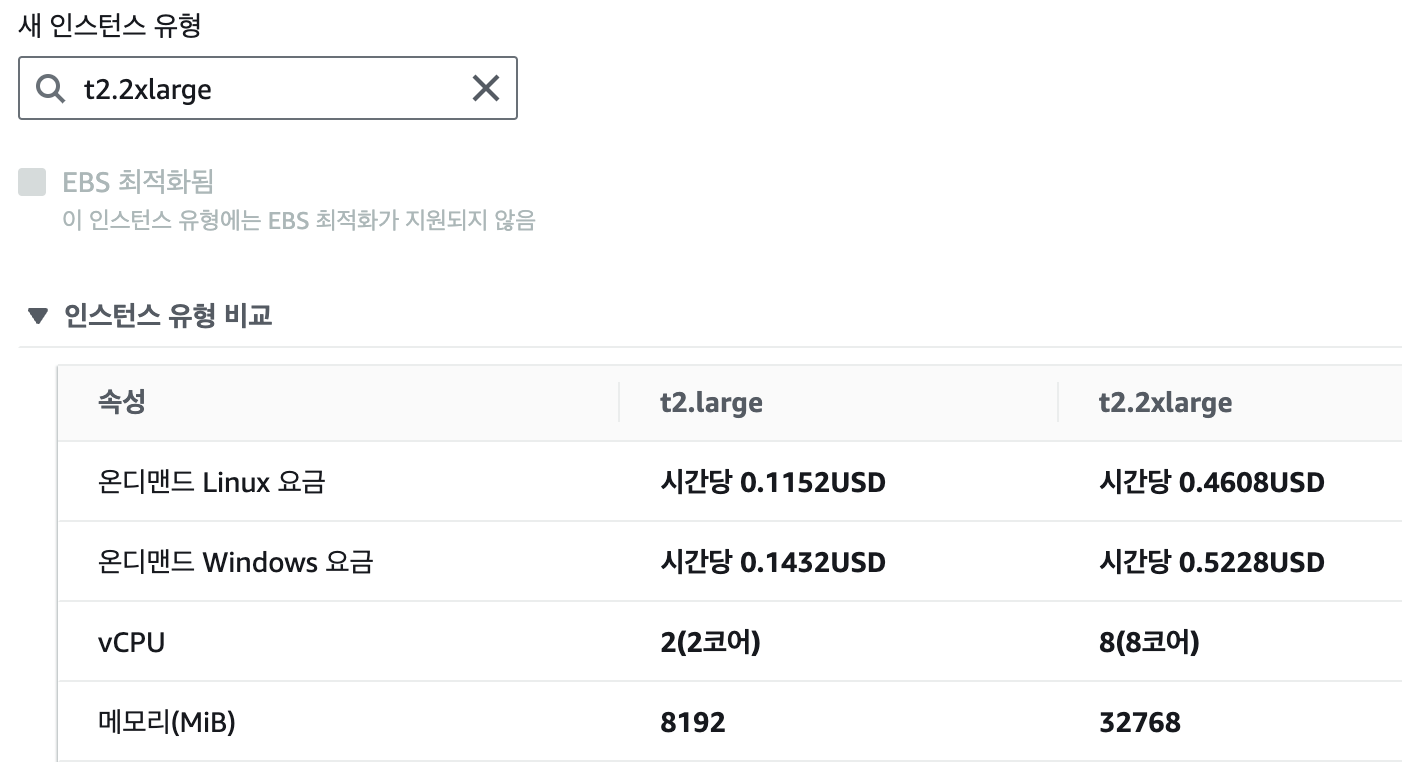 새 인스턴스 유형
t2.2xlarge
EBS 최적화됨
이 인스턴스 유형에는 EBS 최적화가 지원되지 않음
인스턴스 유형 비교
속성 t2.large t2.2xlarge
온디맨드 Linux 요금 시간당 0.1152USD 시간당 0.4608USD
온디맨드 Windows 요금 시간당 0.1432USD 시간당 0.5228USD
vCPU 2(2코어) 8(8코어)
메모리(MiB) 8192 32768